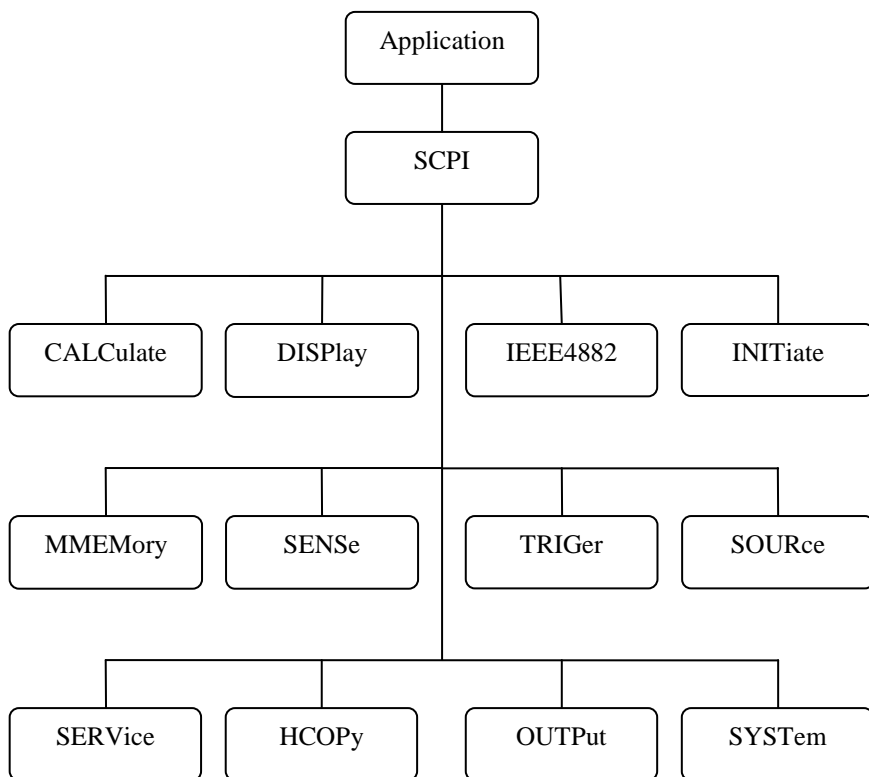 Application
SCPI
CALCulate
DISPlay
IEEE4882
INITiate
MMEMory
SENSe
TRIGer
SOURce
SERVice
HCOPy
OUTPut
SYSTem